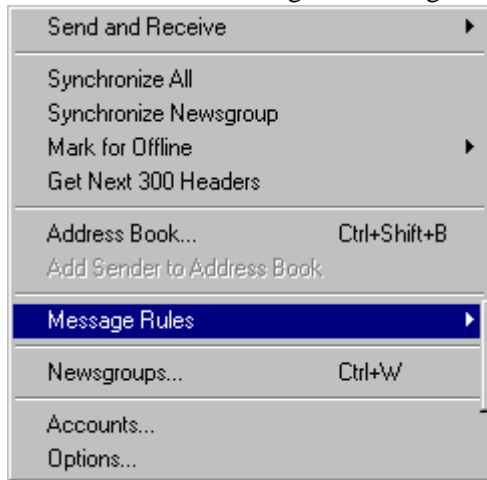 Send and Receive
Synchronize All
Synchronize Newsgroup
Mark for Offline
Get Next 300 Headers
Address Book... Ctrl+Shift+B
Add Sender to Address Book
Message Rules
Newsgroups... Ctrl+W
Accounts...
Options...